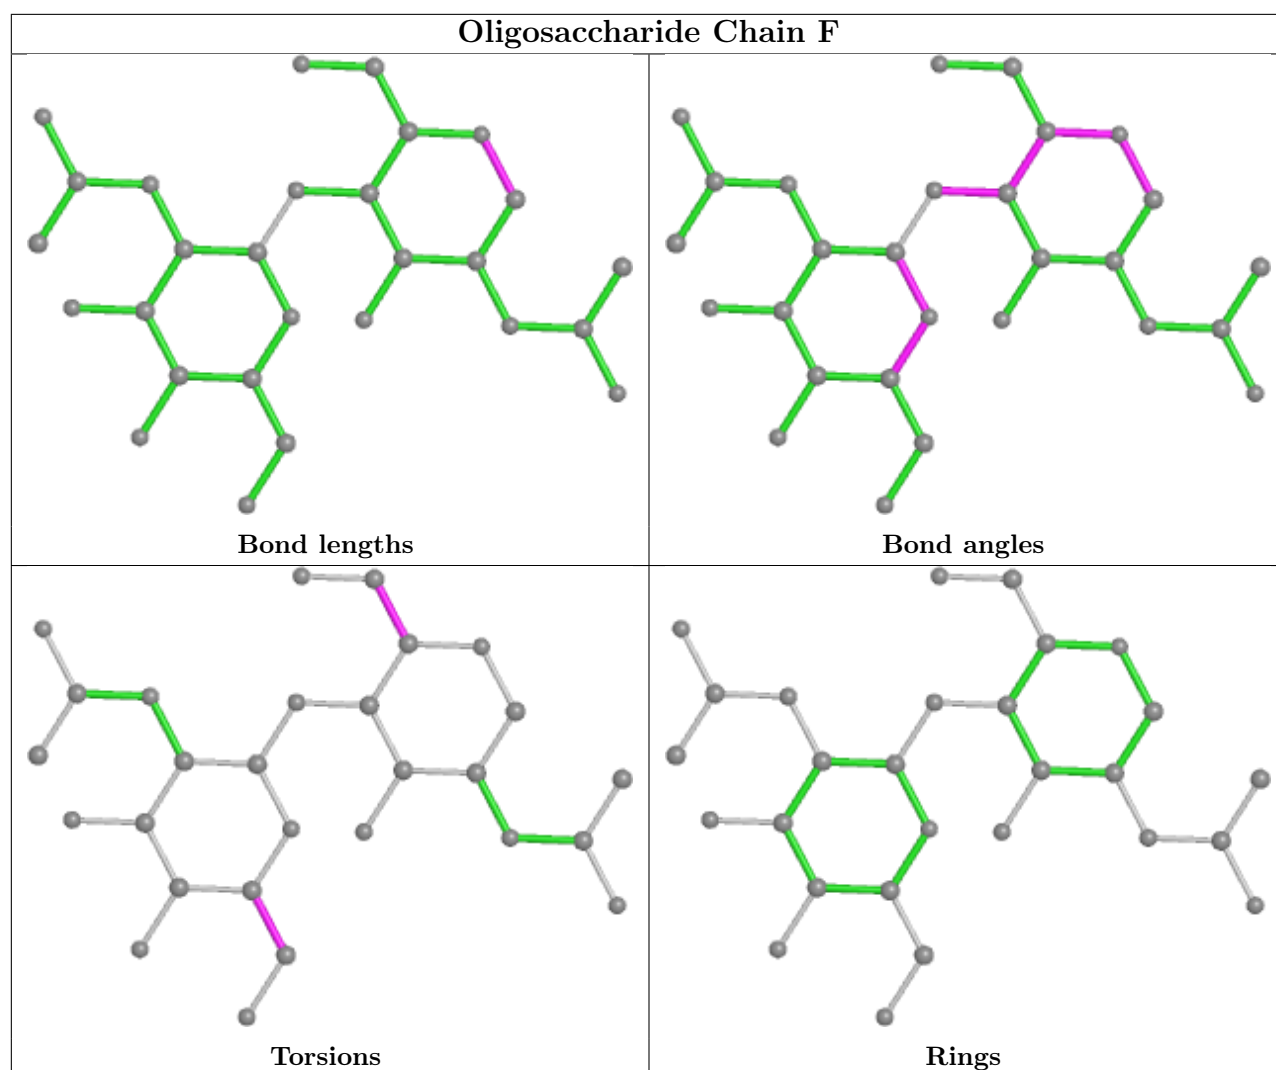 Oligosaccharide Chain F
Bond lengths
Bond angles
Torsions
Rings